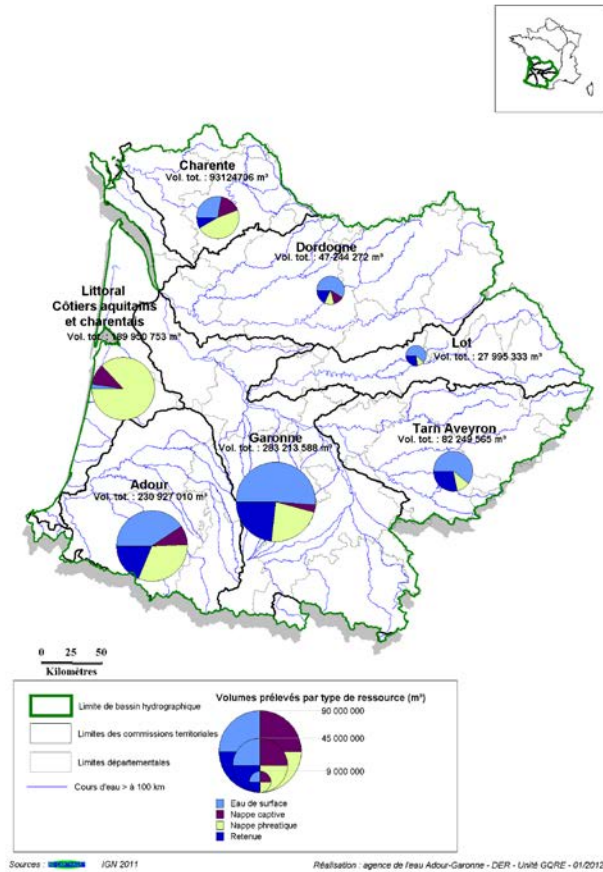 Charente
Vol. tot. : 93124706 m³
Dordogne
Vol. tot. : 47 244 272 m³
Littoral
Côtiers aquitains
et charentais
Vol. tot. : 189 950 753 m³
Lot
Vol. tot. : 27 995 333 m³
Tarn Aveyron
Vol. tot. : 82 249 565 m³
Garonne
Vol. tot. : 283 213 588 m³
Adour
Vol. tot. : 230 927 010 m³
0 25 50
Kilomètres
Limite de bassin hydrographique
Limites des commissions territoriales
Limites départementales
Cours d'eau > à 100 km
Volumes prélevés par type de ressource (m³)
90 000 000
45 000 000
9 000 000
Eau de surface
Nappe captive
Nappe phreatique
Retenue
Sources : IGN 2011
Réalisation : agence de l'eau Adour-Garonne - DER - Unité GQRE - 01/2012